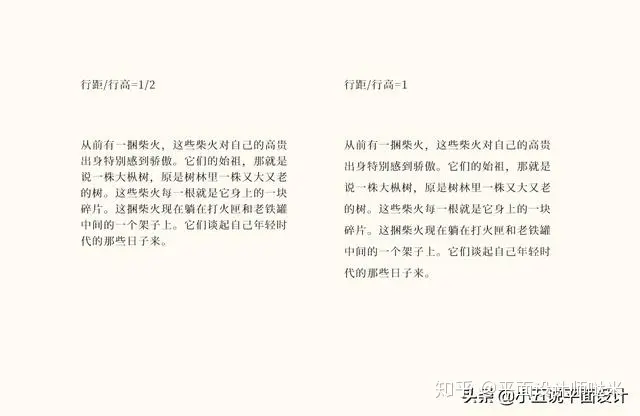 行距/行高=1/2
从前有一捆柴火，这些柴火对自己的高贵
出身特别感到骄傲。它们的始祖，那就是
说一株大枞树，原是树林里一株又大又老
的树。这些柴火每一根就是它身上的一块
碎片。这捆柴火现在躺在打火匣和老铁罐
中间的一个架子上。它们谈起自己年轻时
代的那些日子来。
行距/行高=1
从前有一捆柴火，这些柴火对自己的高贵
出身特别感到骄傲。它们的始祖，那就是
说一株大枞树，原是树林里一株又大又老
的树。这些柴火每一根就是它身上的一块
碎片。这捆柴火现在躺在打火匣和老铁罐
中间的一个架子上。它们谈起自己年轻时
代的那些日子来。
知乎 @平面设计师时光
头条 @小五说平面设计